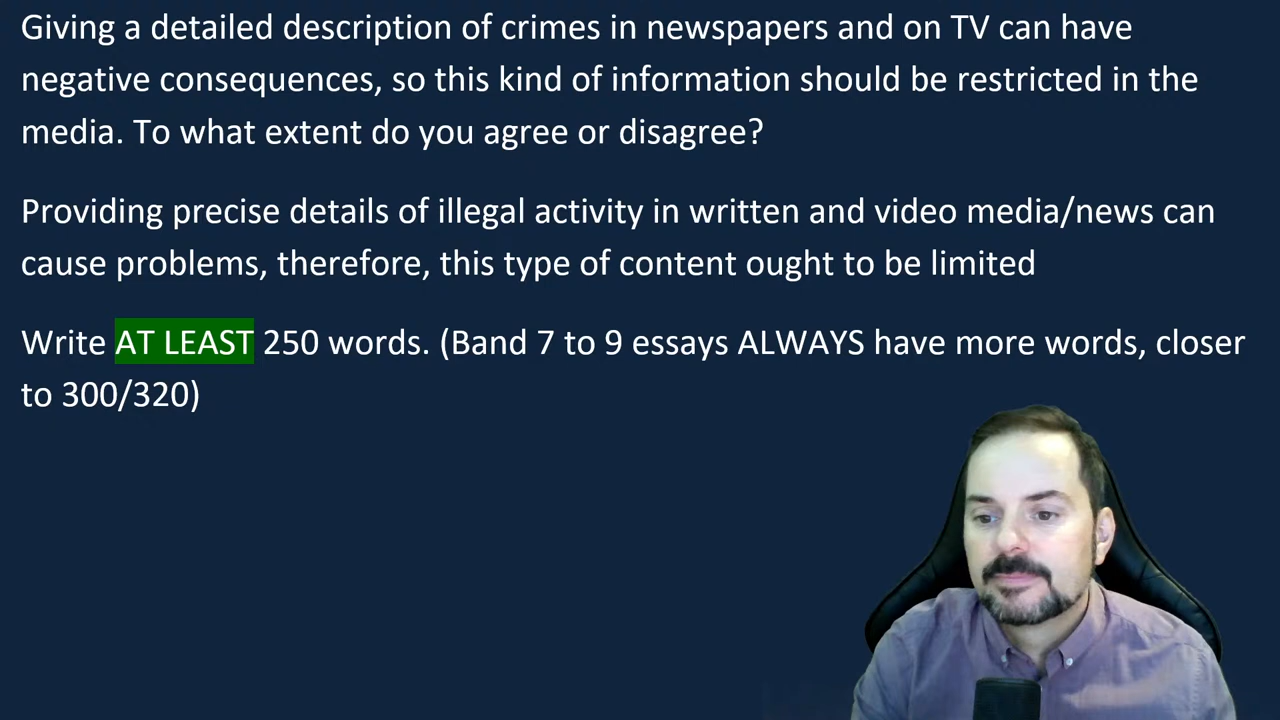 Giving a detailed description of crimes in newspapers and on TV can have
negative consequences, so this kind of information should be restricted in the
media. To what extent do you agree or disagree?
Providing precise details of illegal activity in written and video media/news can
cause problems, therefore, this type of content ought to be limited
Write AT LEAST 250 words. (Band 7 to 9 essays ALWAYS have more words, closer
to 300/320)